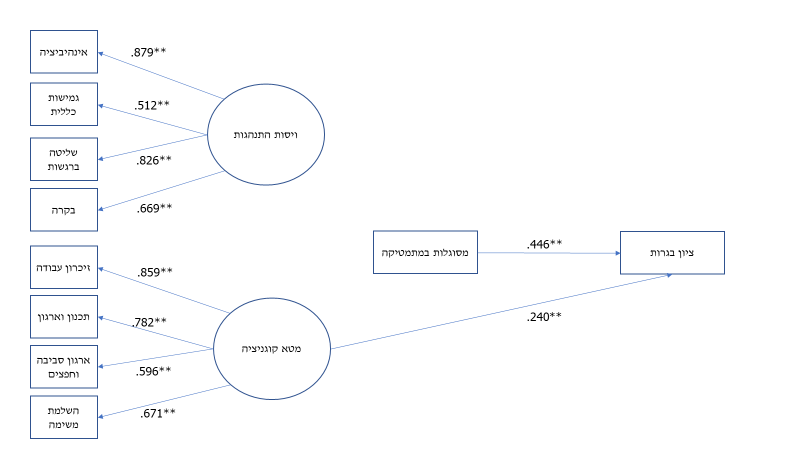 אינהיביציה
.879**
גמישות
כללית
.512**
ויסות התנהגות
שליטה
ברגשות
.826**
בקרה
.669**
מסוגלות במתמטיקה
.446**
ציון בגרות
זיכרון עבודה
.859**
תכנון וארגון
.782**
.240**
מטא קוגניציה
ארגון סביבה
וחפצים
.596**
השלמת
משימה
.671**